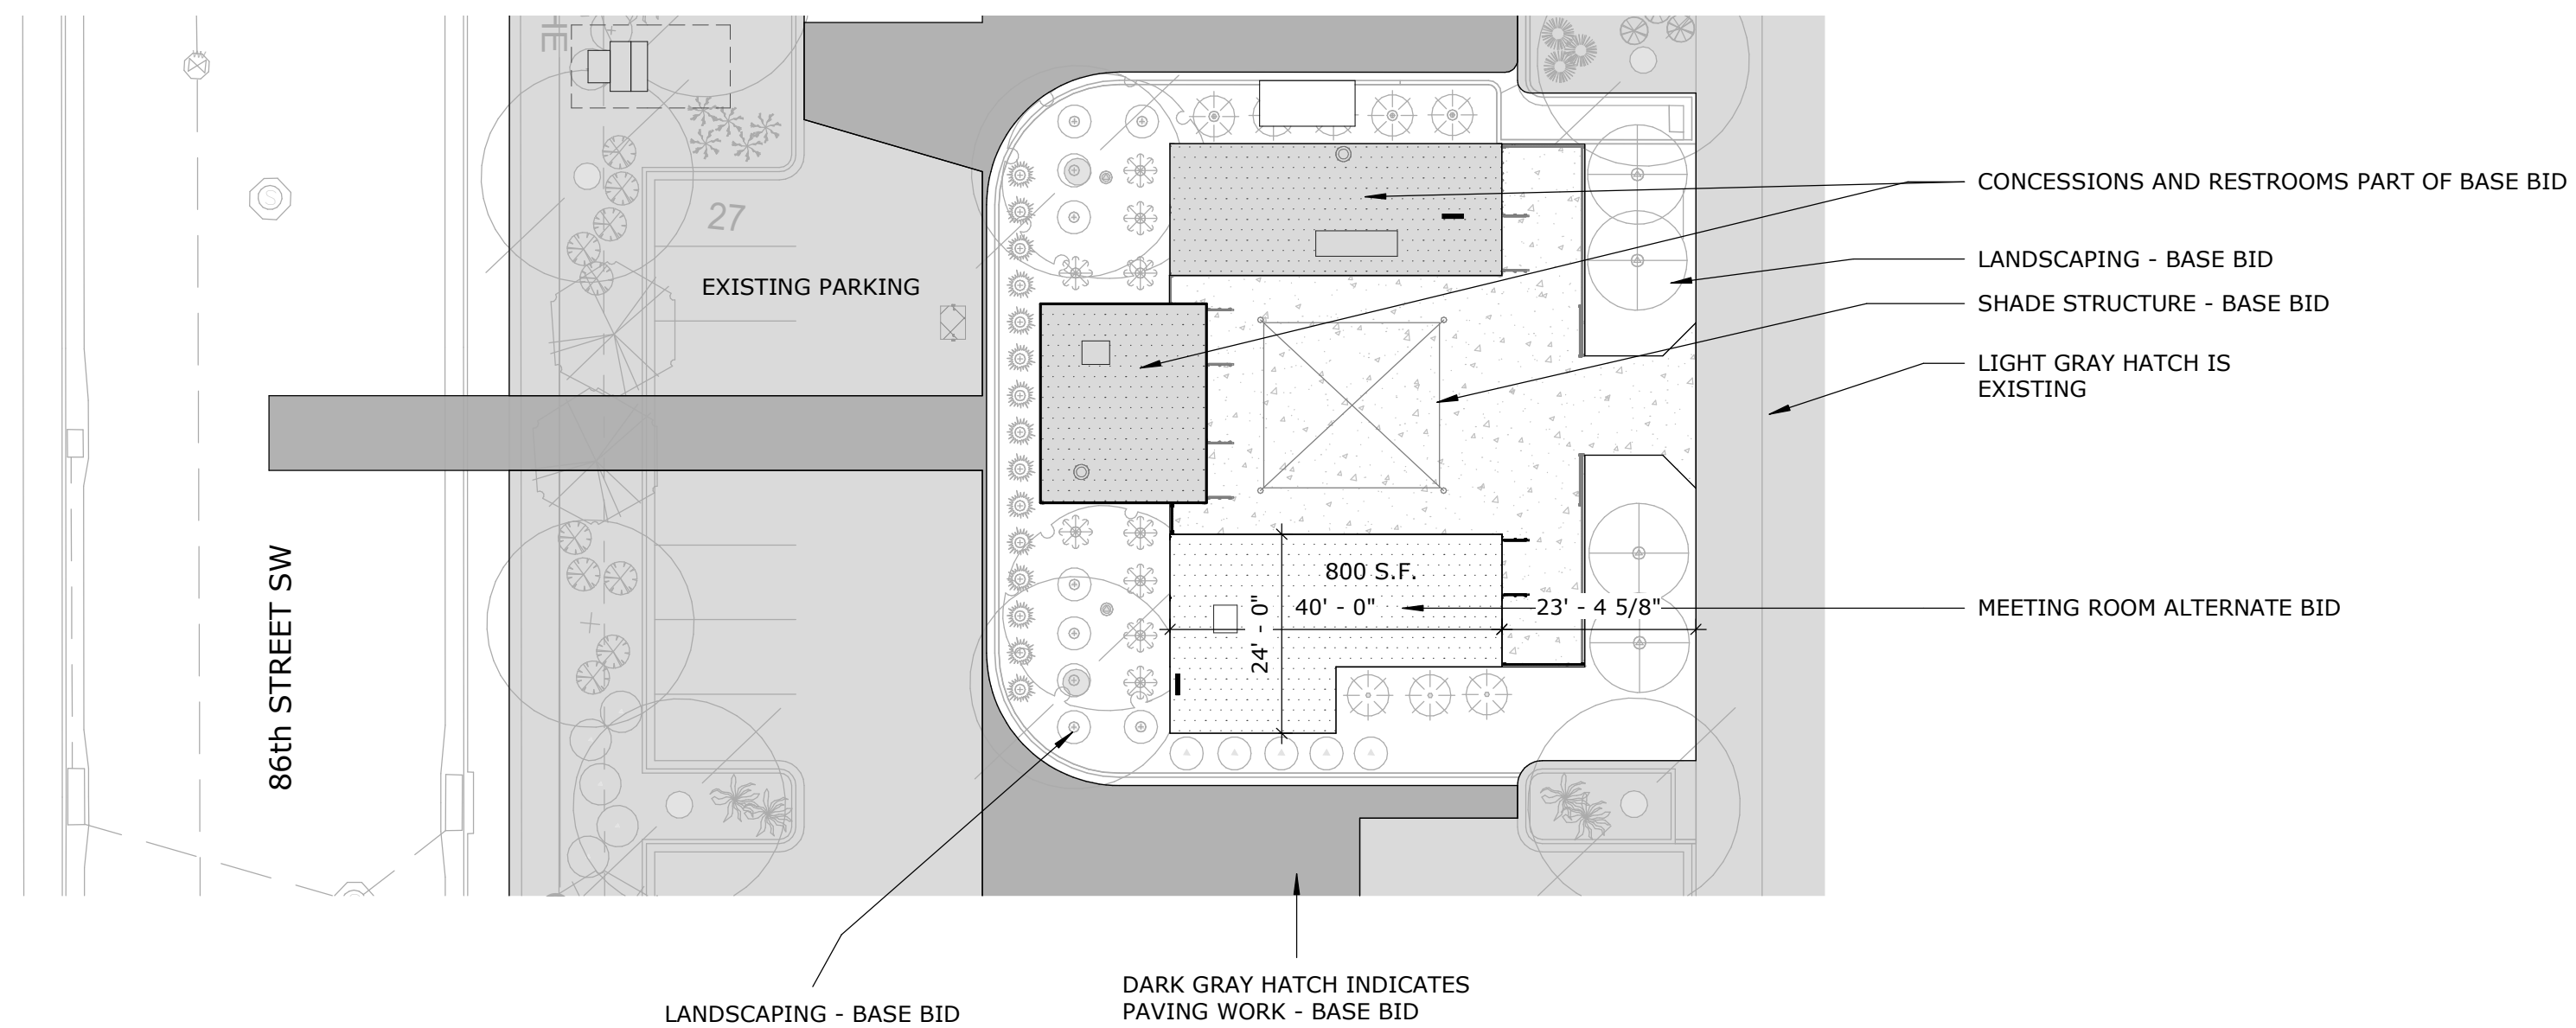 HE
27
EXISTING PARKING
S
86th STREET SW
CONCESSIONS AND RESTROOMS PART OF BASE BID
LANDSCAPING - BASE BID
SHADE STRUCTURE - BASE BID
LIGHT GRAY HATCH IS
EXISTING
800 S.F.
40' - 0"
23' - 4 5/8"
24' - 0"
MEETING ROOM ALTERNATE BID
DARK GRAY HATCH INDICATES
PAVING WORK - BASE BID
LANDSCAPING - BASE BID